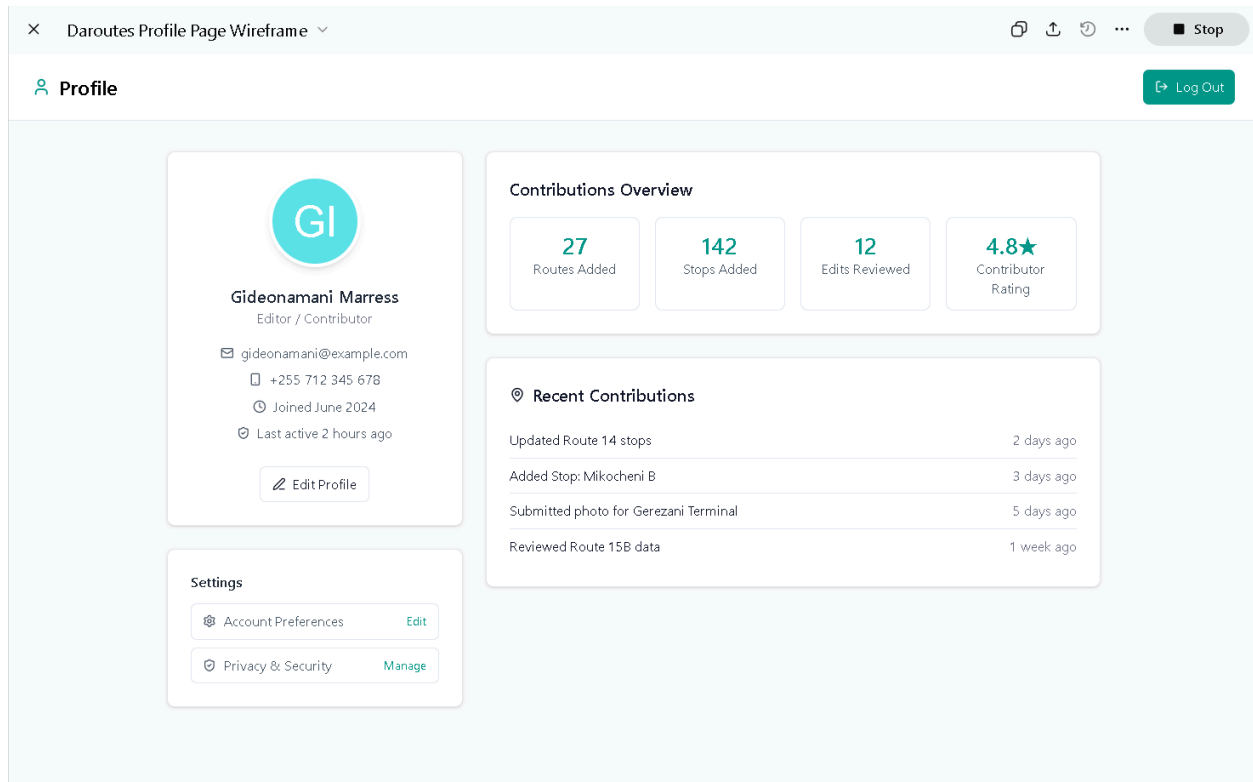 Daroutes Profile Page Wireframe
Stop
Profile
Log Out
GI
Gideonamani Marress
Editor / Contributor
gideonamani@example.com
+255 712 345 678
Joined June 2024
Last active 2 hours ago
Edit Profile
Settings
Account Preferences Edit
Privacy & Security Manage
Contributions Overview
27
Routes Added
142
Stops Added
12
Edits Reviewed
4.8★
Contributor
Rating
Recent Contributions
Updated Route 14 stops 2 days ago
Added Stop: Mikocheni B 3 days ago
Submitted photo for Gerezani Terminal 5 days ago
Reviewed Route 15B data 1 week ago